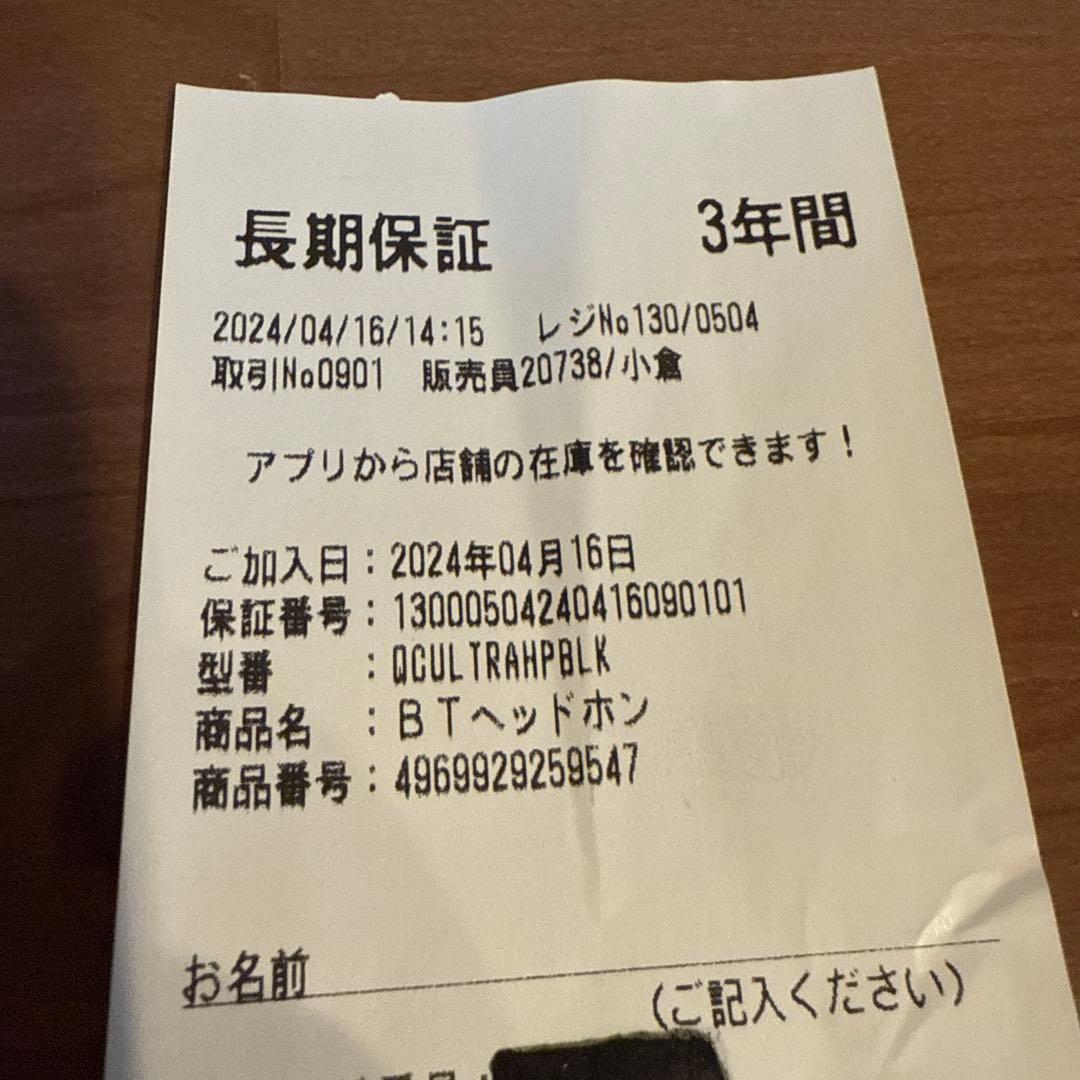 長期保証 3年間
2024/04/16/14:15 レジNo130/0504
取引No0901 販売員20738/小倉
アプリから店舗の在庫を確認できます!
ご加入日:2024年04月16日
保証番号:13000504240416090101
型番 :QCULTRAHPBLK
商品名 :BTヘッドホン
商品番号:4969929259547
お名前
(ご記入ください)